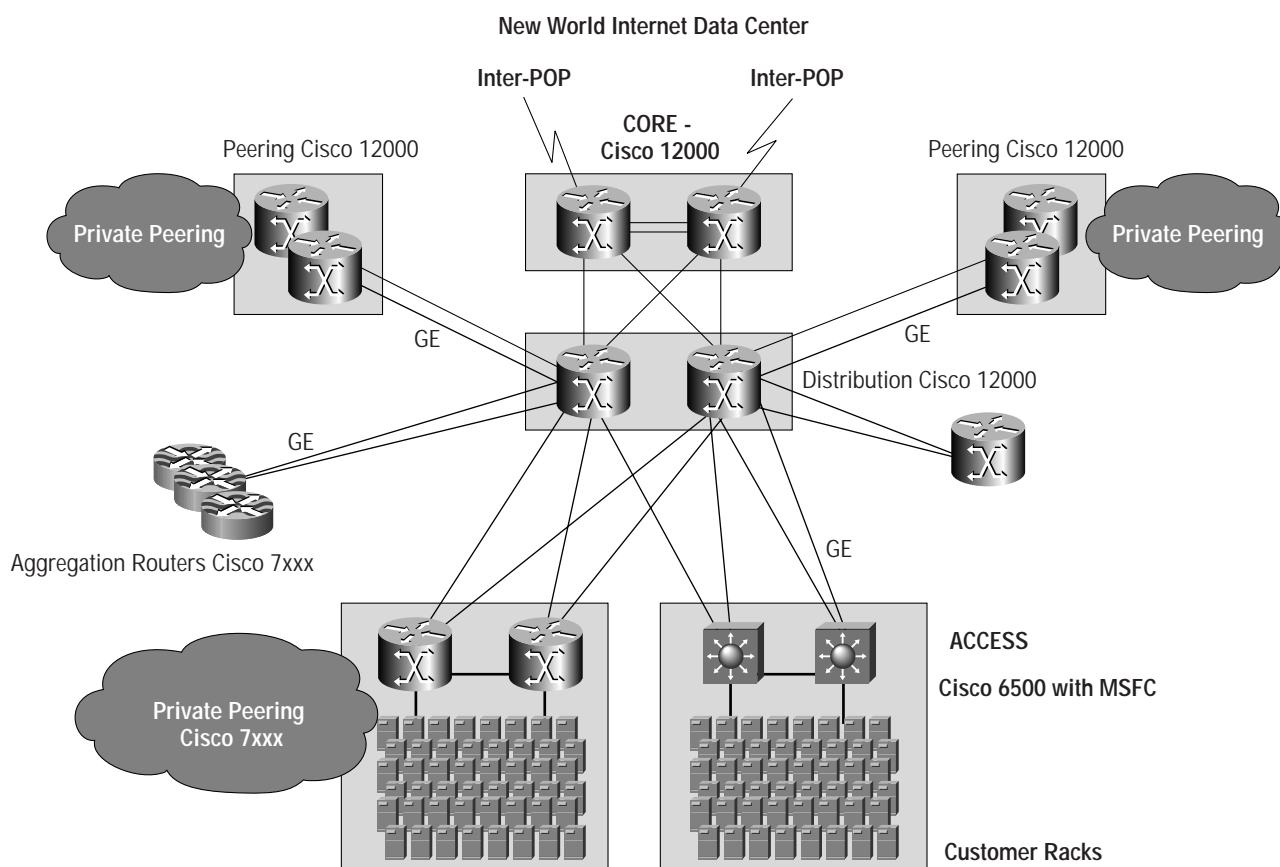 New World Internet Data Center
Inter-POP
Inter-POP
CORE -
Cisco 12000
Peering Cisco 12000
Peering Cisco 12000
Private Peering
Private Peering
GE
GE
Distribution Cisco 12000
GE
Aggregation Routers Cisco 7xxx
GE
ACCESS
Cisco 6500 with MSFC
Private Peering
Cisco 7xxx
Customer Racks